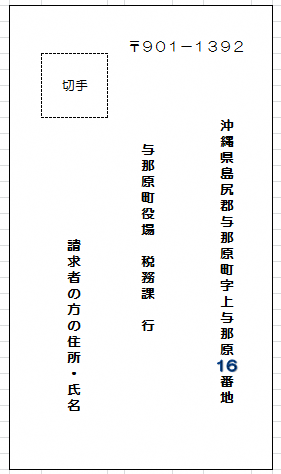 〒９０１－１３９２
切手
沖縄県島尻郡与那原町字上与那原16番地
与那原町役場　税務課　行
請求者の方の住所・氏名